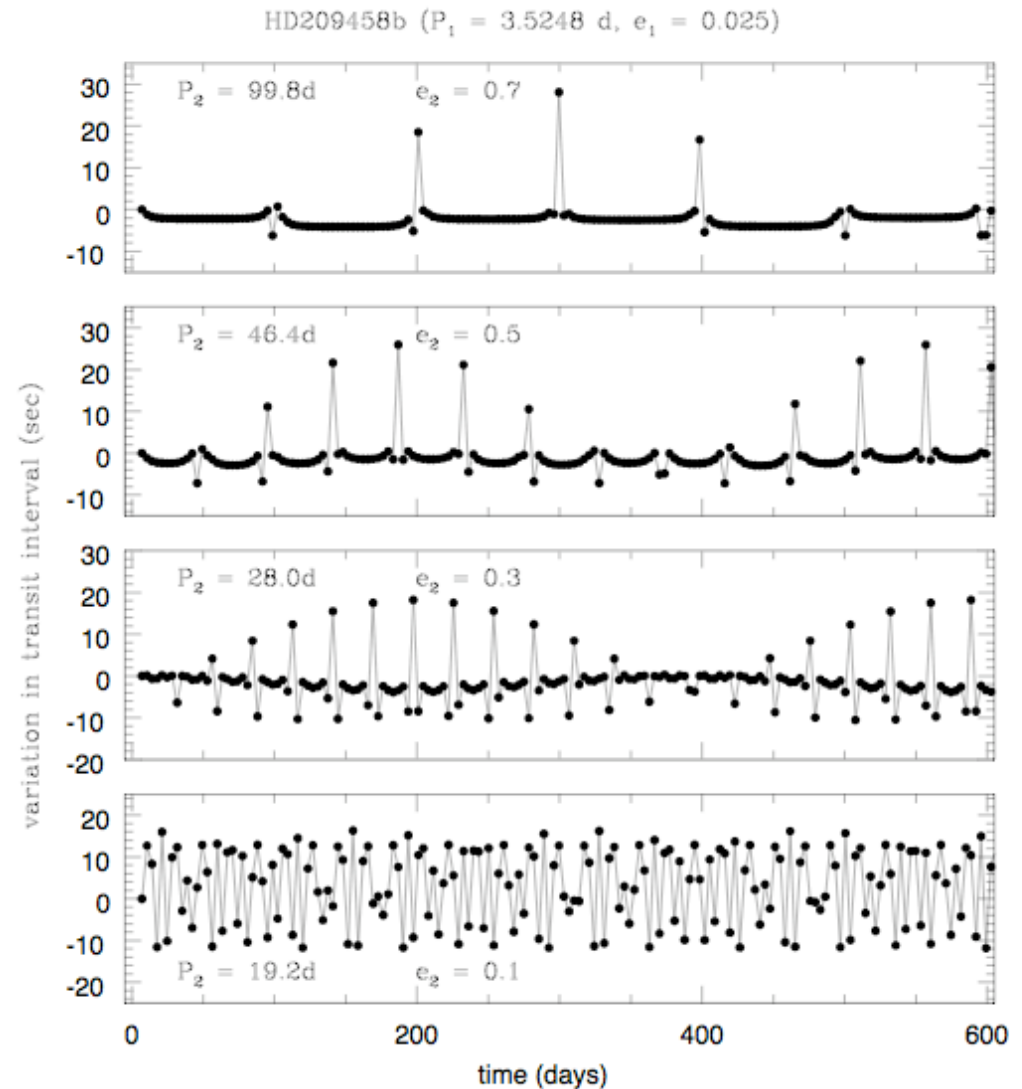 HD209458b (P₁ = 3.5248 d, e₁ = 0.025)
variation in transit interval (sec)
P₂ = 99.8d e₂ = 0.7
30
20
10
0
-10
P₂ = 46.4d e₂ = 0.5
30
20
10
0
-10
P₂ = 28.0d e₂ = 0.3
30
20
10
0
-10
-20
20
10
0
-10
-20
P₂ = 19.2d e₂ = 0.1
0 200 400 600
time (days)